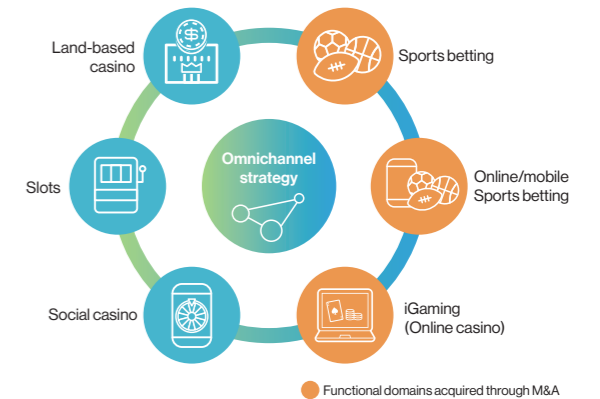 Land-based
casino
Sports betting
Omnichannel
strategy
Slots
Online/mobile
Sports betting
Social casino
iGaming
(Online casino)
Functional domains acquired through M&A